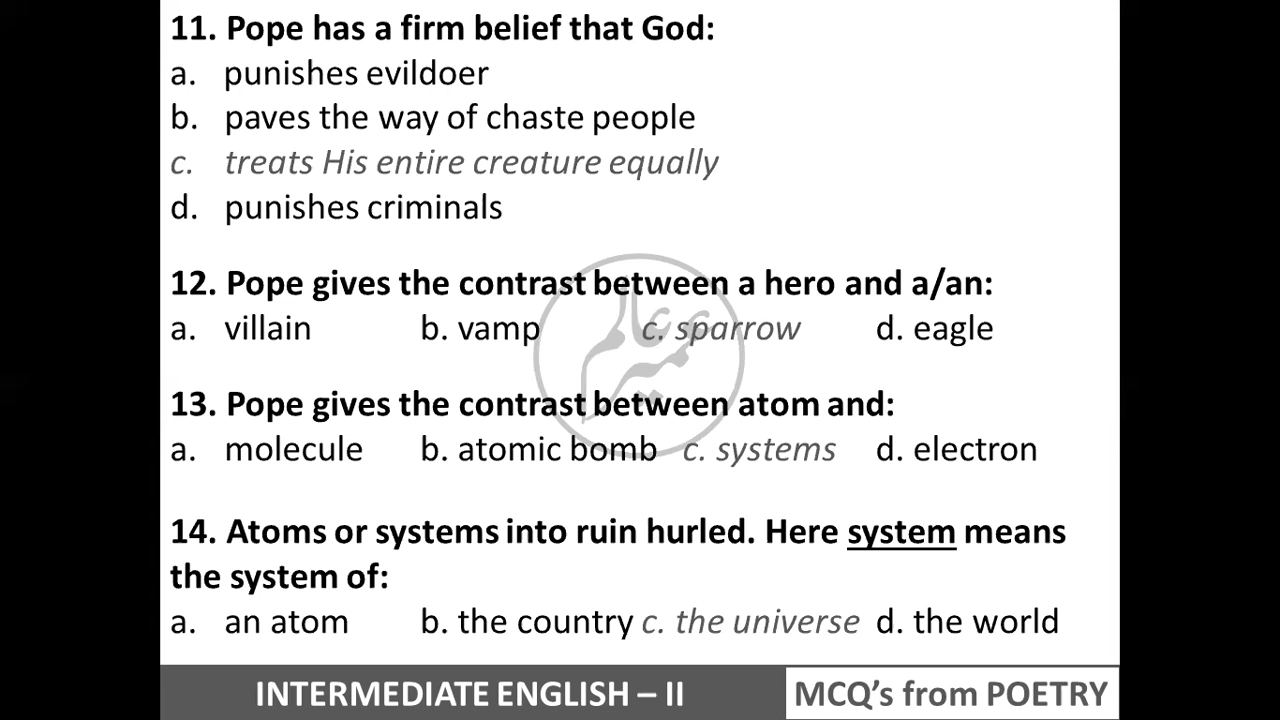 11. Pope has a firm belief that God:
a. punishes evildoer
b. paves the way of chaste people
c. treats His entire creature equally
d. punishes criminals
12. Pope gives the contrast between a hero and a/an:
a. villain b. vamp c. sparrow d. eagle
13. Pope gives the contrast between atom and:
a. molecule b. atomic bomb c. systems d. electron
14. Atoms or systems into ruin hurled. Here system means
the system of:
a. an atom b. the country c. the universe d. the world
INTERMEDIATE ENGLISH – II MCQ’s from POETRY